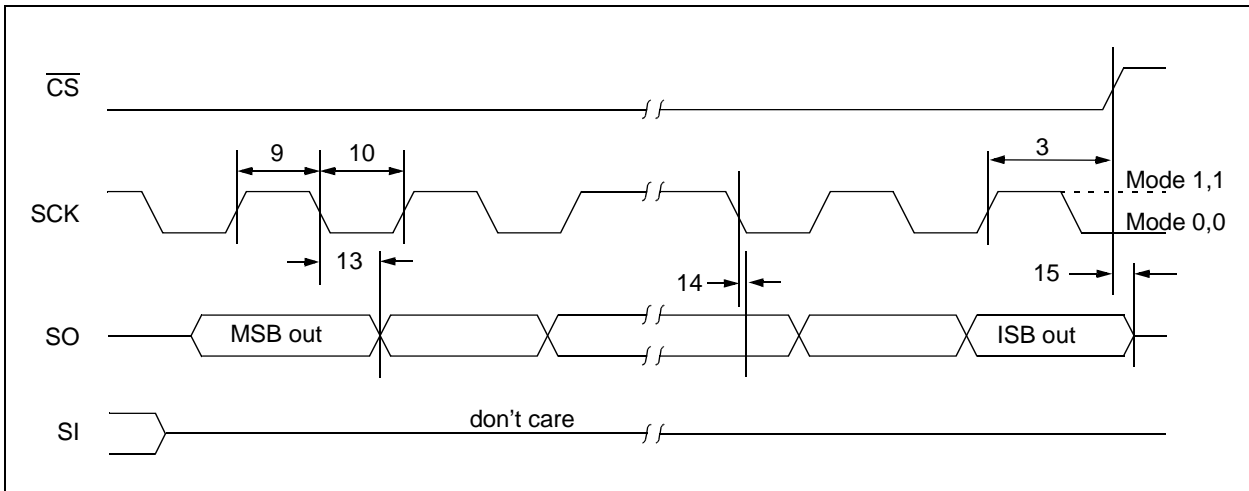 CS
9
10
3
Mode 1,1
SCK
Mode 0,0
13
14
15
SO
MSB out
ISB out
SI
don't care